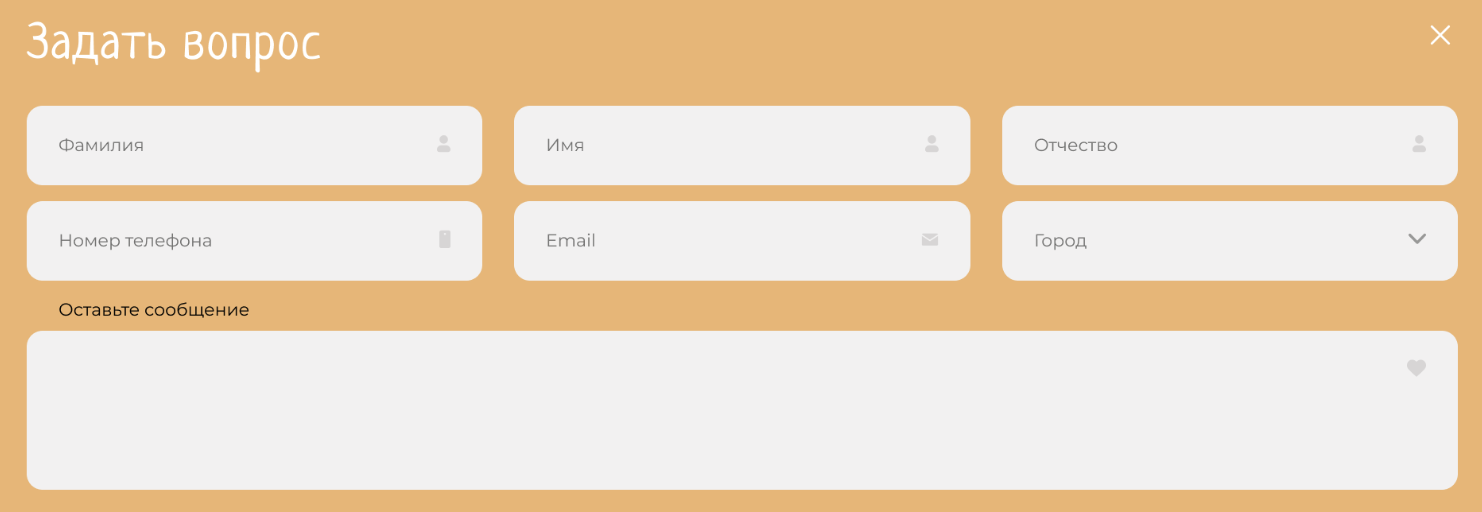 Задать вопрос
Фамилия
Имя
Отчество
Номер телефона
Email
Город
Оставьте сообщение